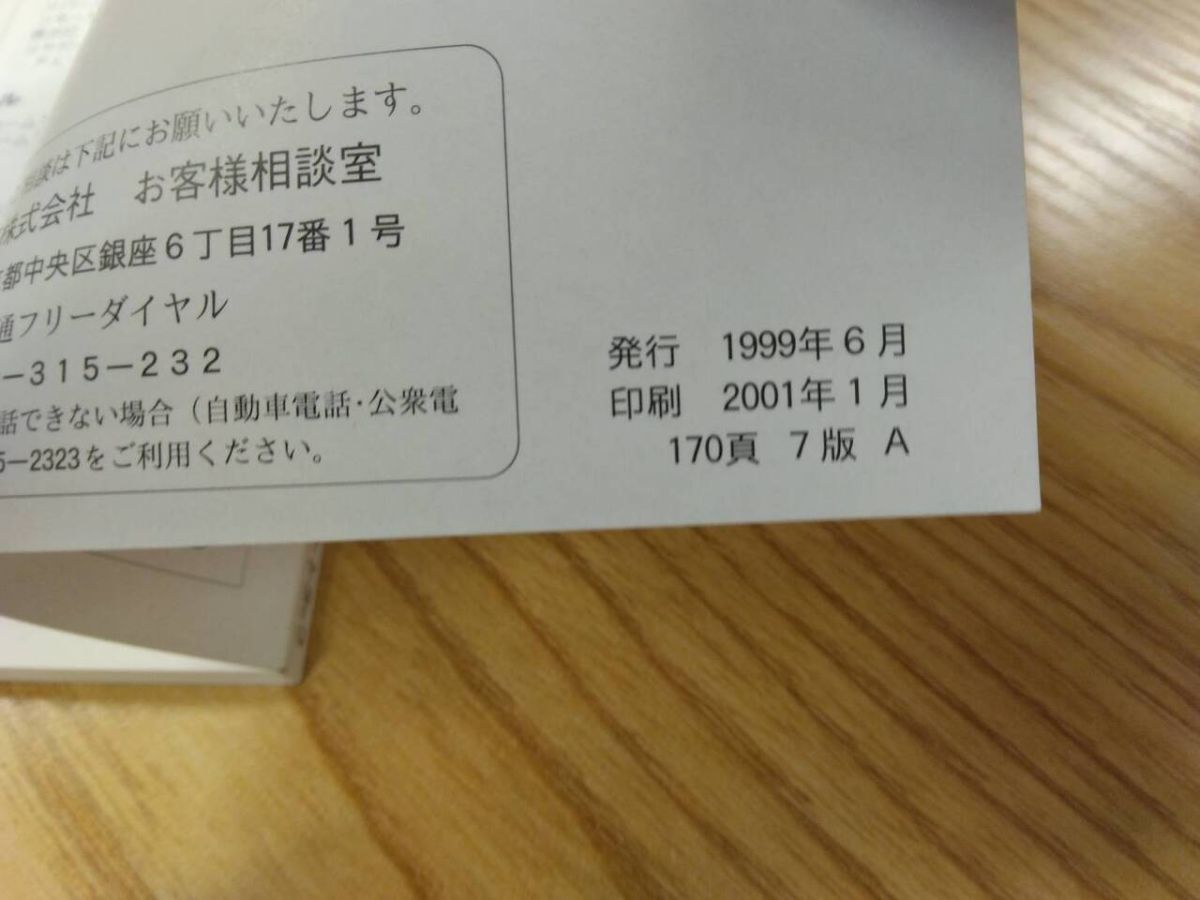 相談は下記にお願いいたします。
株式会社 お客様相談室
都中央区銀座6丁目17番1号
通フリーダイヤル
-315-232
話できない場合(自動車電話・公衆電
5-2323をご利用ください。
発行 1999年6月
印刷 2001年1月
170頁 7版 A